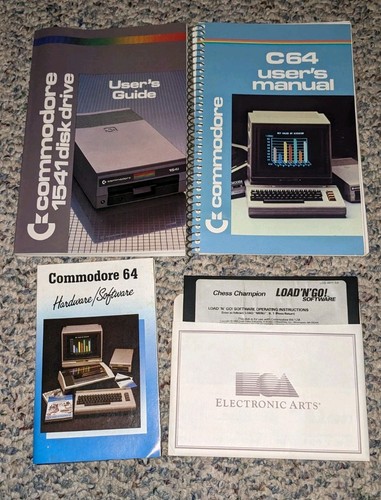 commodore
1541 disk drive
User's
Guide
C64
user's
manual
commodore
Commodore 64
Hardware/Software
Chess Champion LOAD'N'GO!
SOFTWARE
LOAD 'N' GO! SOFTWARE OPERATING INSTRUCTIONS
ELECTRONIC ARTS